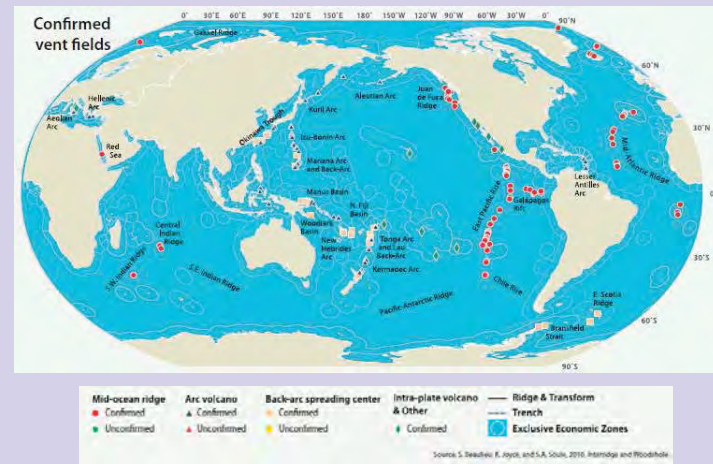 Confirmed
vent fields
0° 30°E 60°E 90°E 120°E 150°E 180°W 150°W 120°W 90°W 60°W 30°W 0°
90°N
60°N
30°N
0°
30°S
60°S
90°S
Gakkel Ridge
Hellenic
Arc
Aeolian
Arc
Red
Sea
Okinawa Trough
Kuril Arc
Aleutian Arc
Izu-Bonin Arc
Mariana Arc
and Back-Arc
Manus Basin
Woodlark
Basin
N. Fiji
Basin
New
Hebrides
Arc
Tonga Arc
and Lau
Back-Arc
Kermadec Arc
Central
Indian
Ridge
S.W. Indian Ridge
S.E. Indian Ridge
Pacific-Antarctic Ridge
Juan
de Fuca
Ridge
East Pacific Rise
Galapagos
Rift
Chile Rise
Lesser
Antilles
Arc
Mid-Atlantic Ridge
E. Scotia
Ridge
Bransfield
Strait
Mid-ocean ridge
Confirmed
Unconfirmed
Arc volcano
Confirmed
Unconfirmed
Back-arc spreading center
Confirmed
Unconfirmed
Intra-plate volcano
& Other
Confirmed
Ridge & Transform
Trench
Exclusive Economic Zones
Source, S. Beaulieu, K. Joyce, and S.A. Soule, 2010, Interridge and Woodshole